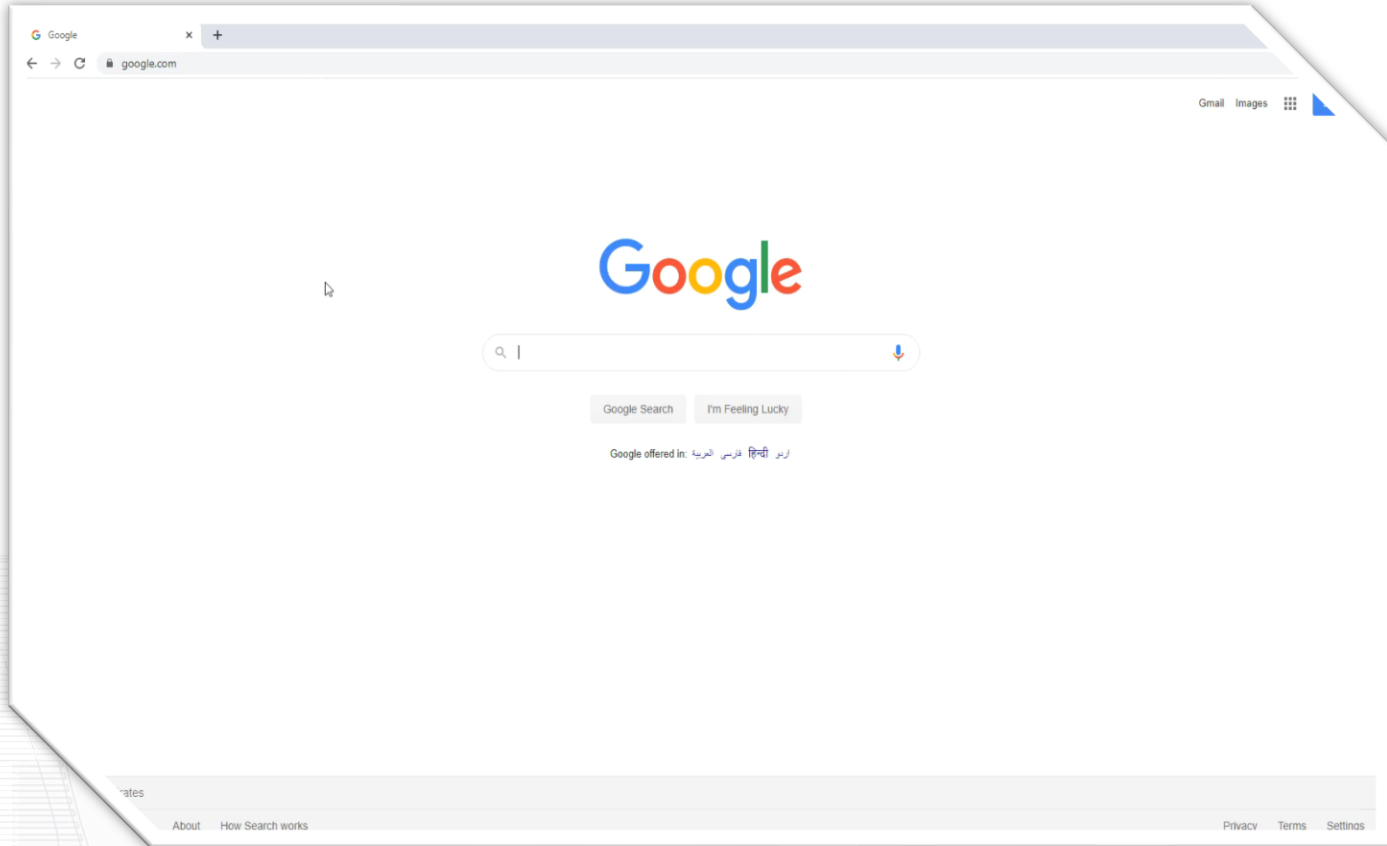 Google
google.com
Gmail Images
Google
Google Search I'm Feeling Lucky
Google offered in: العربية فارسی हिन्दी اردو
About How Search works
Privacy Terms Settings